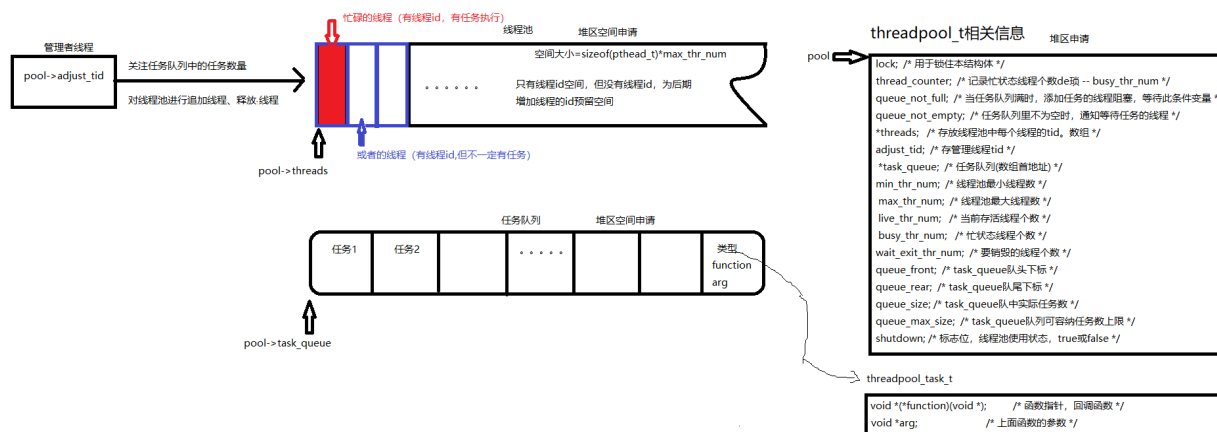 忙碌的线程（有线程id，有任务执行）
线程池
堆区空间申请
管理者线程
pool->adjust_tid
关注任务队列中的任务数量
对线程池进行追加线程、释放 线程
空间大小=sizeof(pthead_t)*max_thr_num
只有线程id空间，但没有线程id，为后期
增加线程的id预留空间
。。。。。。
或者的线程（有线程id,但不一定有任务）
pool->threads
任务队列
堆区空间申请
任务1
任务2
。。。。。
类型
function
arg
pool->task_queue
threadpool_t相关信息
堆区申请
pool
lock; /* 用于锁住本结构体 */
thread_counter; /* 记录忙状态线程个数de琐 -- busy_thr_num */
queue_not_full; /* 当任务队列满时，添加任务的线程阻塞，等待此条件变量 */
queue_not_empty; /* 任务队列里不为空时，通知等待任务的线程 */
*threads; /* 存放线程池中每个线程的tid。数组 */
adjust_tid; /* 存管理线程tid */
*task_queue; /* 任务队列(数组首地址) */
min_thr_num; /* 线程池最小线程数 */
max_thr_num; /* 线程池最大线程数 */
live_thr_num; /* 当前存活线程个数 */
busy_thr_num; /* 忙状态线程个数 */
wait_exit_thr_num; /* 要销毁的线程个数 */
queue_front; /* task_queue队头下标 */
queue_rear; /* task_queue队尾下标 */
queue_size; /* task_queue队中实际任务数 */
queue_max_size; /* task_queue队列可容纳任务数上限 */
shutdown; /* 标志位，线程池使用状态，true或false */
threadpool_task_t
void *(*function)(void *); /* 函数指针，回调函数 */
void *arg; /* 上面函数的参数 */